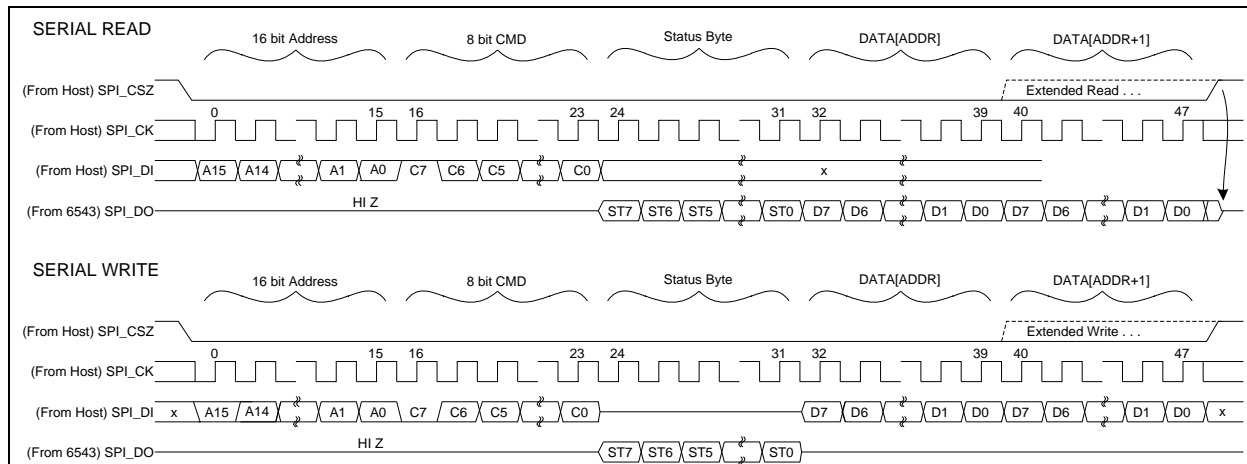 SERIAL READ
16 bit Address 8 bit CMD Status Byte DATA[ADDR] DATA[ADDR+1]
(From Host) SPI_CSZ Extended Read . . .
0 15 16 23 24 31 32 39 40 47
(From Host) SPI_CK
(From Host) SPI_DI A15 A14 A1 A0 C7 C6 C5 C0 x
(From 6543) SPI_DO HI Z ST7 ST6 ST5 ST0 D7 D6 D1 D0 D7 D6 D1 D0
SERIAL WRITE
16 bit Address 8 bit CMD Status Byte DATA[ADDR] DATA[ADDR+1]
(From Host) SPI_CSZ Extended Write . . .
0 15 16 23 24 31 32 39 40 47
(From Host) SPI_CK
(From Host) SPI_DI x A15 A14 A1 A0 C7 C6 C5 C0 D7 D6 D1 D0 D7 D6 D1 D0 x
(From 6543) SPI_DO HI Z ST7 ST6 ST5 ST0